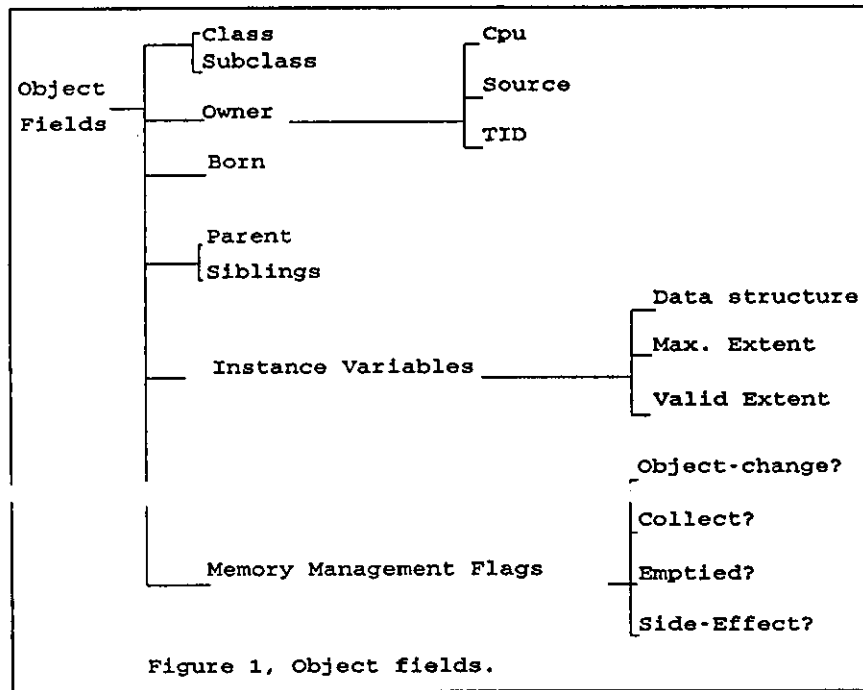 Class
Subclass
Object
Fields
Owner
Cpu
Source
TID
Born
Parent
Siblings
Instance Variables
Data structure
Max. Extent
Valid Extent
Memory Management Flags
Object-change?
Collect?
Emptied?
Side-Effect?
Figure 1, Object fields.